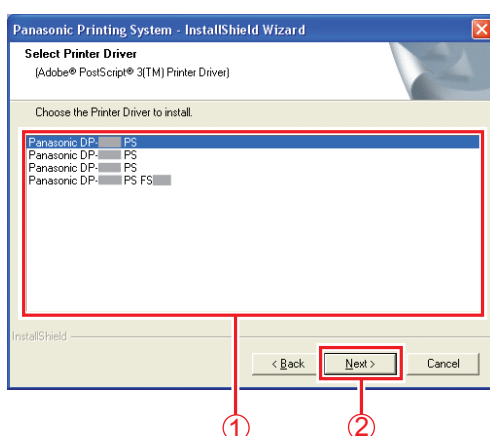 Panasonic Printing System - InstallShield Wizard
Select Printer Driver
(Adobe® PostScript® 3(TM) Printer Driver)
Choose the Printer Driver to install.
Panasonic DP- PS
Panasonic DP- PS
Panasonic DP- PS
Panasonic DP- PS FS
InstallShield
< Back Next > Cancel
1 2